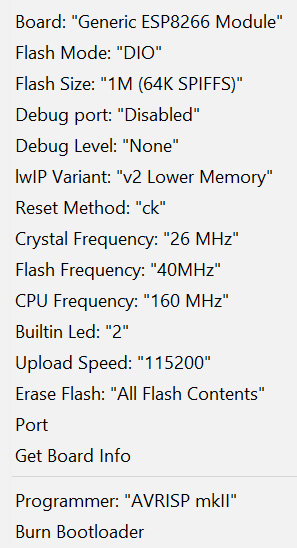 Board: "Generic ESP8266 Module"
Flash Mode: "DIO"
Flash Size: "1M (64K SPIFFS)"
Debug port: "Disabled"
Debug Level: "None"
lwIP Variant: "v2 Lower Memory"
Reset Method: "ck"
Crystal Frequency: "26 MHz"
Flash Frequency: "40MHz"
CPU Frequency: "160 MHz"
Builtin Led: "2"
Upload Speed: "115200"
Erase Flash: "All Flash Contents"
Port
Get Board Info
Programmer: "AVRISP mkII"
Burn Bootloader